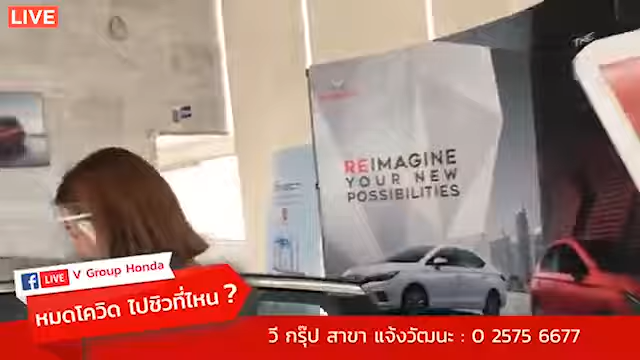 LIVE
THE
REIMAGINE
YOUR NEW
POSSIBILITIES
f LIVE V Group Honda
หมดโควิด ไปชิวที่ไหน ?
วี กรุ๊ป สาขา แจ้งวัฒนะ : 0 2575 6677